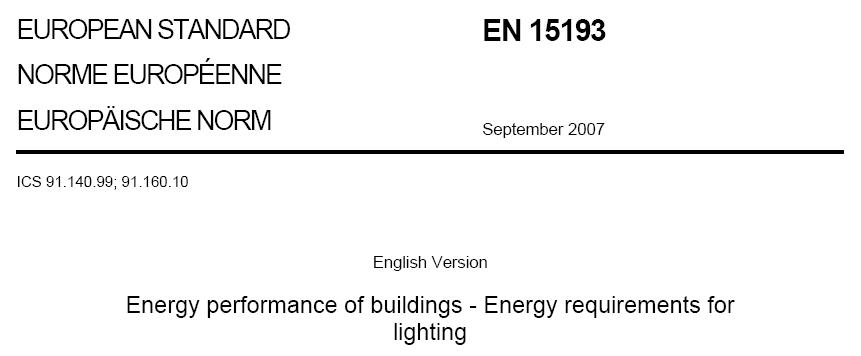 EUROPEAN STANDARD
NORME EUROPÉENNE
EUROPÄISCHE NORM
EN 15193
September 2007
ICS 91.140.99; 91.160.10
English Version
Energy performance of buildings - Energy requirements for
lighting